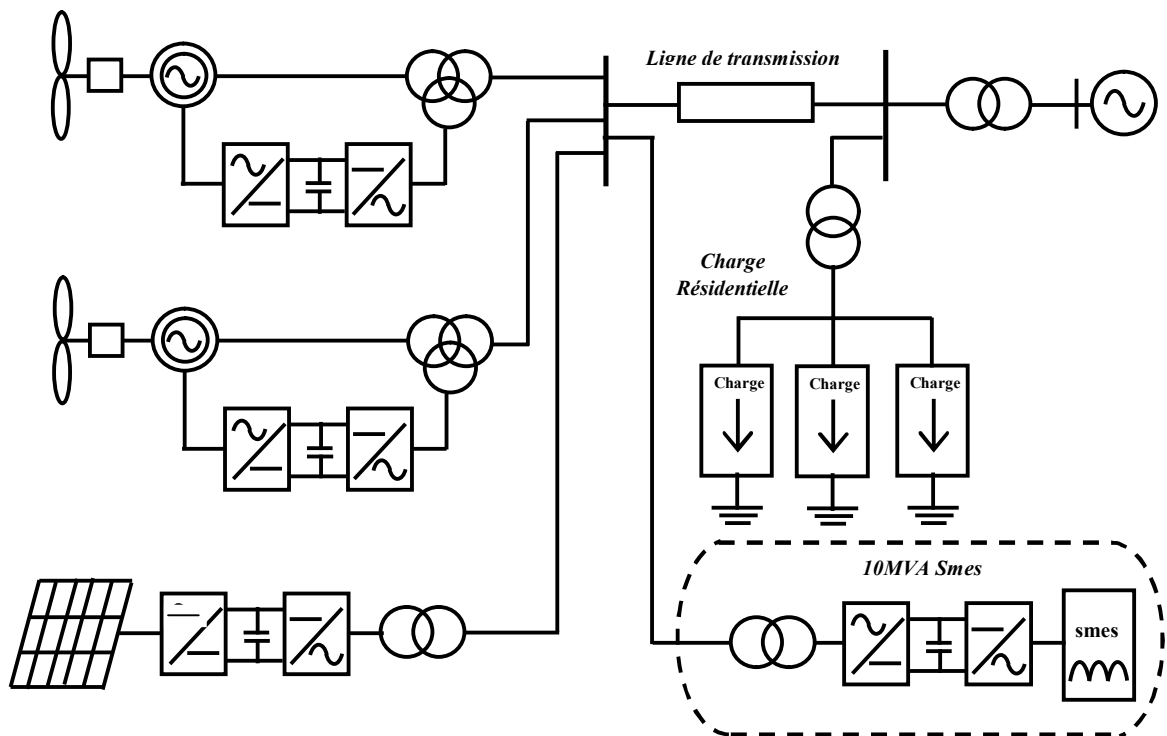 Ligne de transmission
Charge
Résidentielle
Charge
Charge
Charge
10MVA Smes
smes